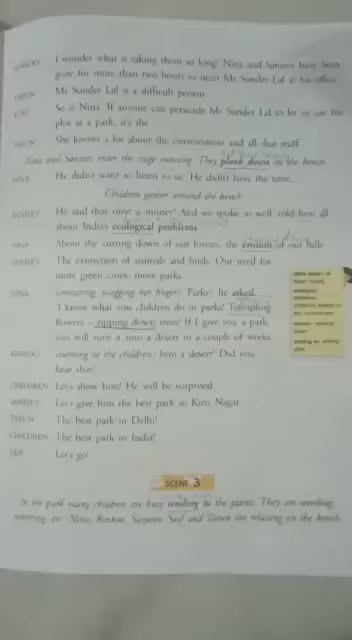 RINKOO I wonder what is taking them so long! Nina and Sanjeev have been
gone for more than two hours to meet Mr Sunder Lal at his office.
TARUN Mr Sunder Lal is a difficult person.
So is Nina. If anyone can persuade Mr Sunder Lal to let us use his
plot as a park, it's she.
TARUN She knows a lot about the environment and all that stuff.
Nina and Sanjeev enter the stage running. They plonk down on the bench.
NINA He didn't want to listen to us. He didn't have the time.
Children gather around the bench
SANJEEV He said that time is money! And we spoke so well, told him all
about India's ecological problems.
NINA About the cutting down of our forests, the erosion of our hills
SANJEEV The extinction of animals and birds. Our need for
more green cities, more parks.
NINA (imitating, wagging her finger) 'Parks!' he asked.
'I know what you children do in parks! Trampling
flowers – ripping down trees! If I give you a park,
you will turn it into a desert in a couple of weeks.
RINKOO (turning to the children) Into a desert! Did you
hear that!
CHILDREN Let's show him! He will be surprised.
SANJEEV Let's give him the best park in Kirti Nagar.
TARUN The best park in Delhi!
CHILDREN The best park in India!
SAIF Let's go!
SCENE 3
In the park many children are busy tending to the plants. They are weeding,
watering, etc. Nina, Rinkoo, Sanjeev, Saif and Tarun are relaxing on the bench.